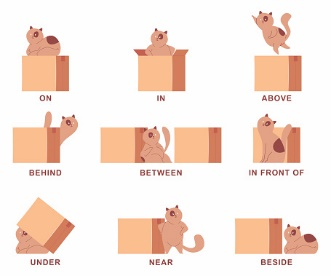 ON
IN
ABOVE
BEHIND
BETWEEN
IN FRONT OF
UNDER
NEAR
BESIDE